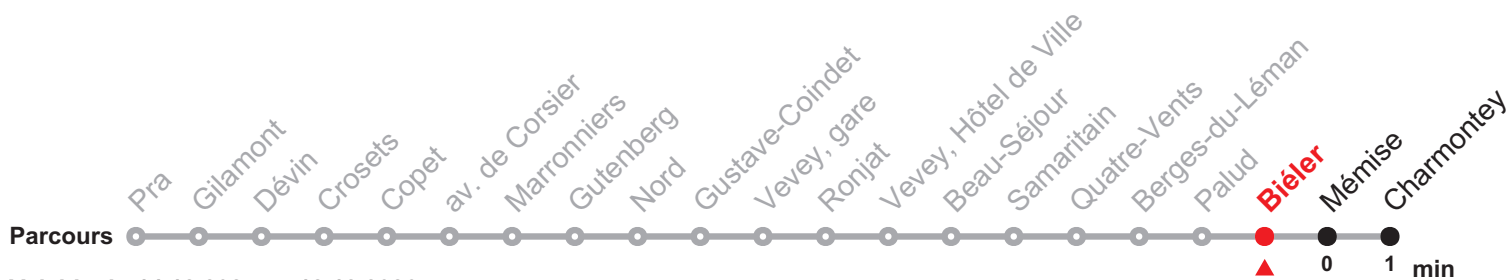 Pra
Gilamont
Dévin
Crosets
Copet
av. de Corsier
Marronniers
Gutenberg
Nord
Gustave-Coindet
Vevey, gare
Ronjat
Vevey, Hôtel de Ville
Beau-Séjour
Samaritain
Quatre-Vents
Berges-du-Léman
Palud
Biéler
Mémise
Charmontey
Parcours
0 1 min